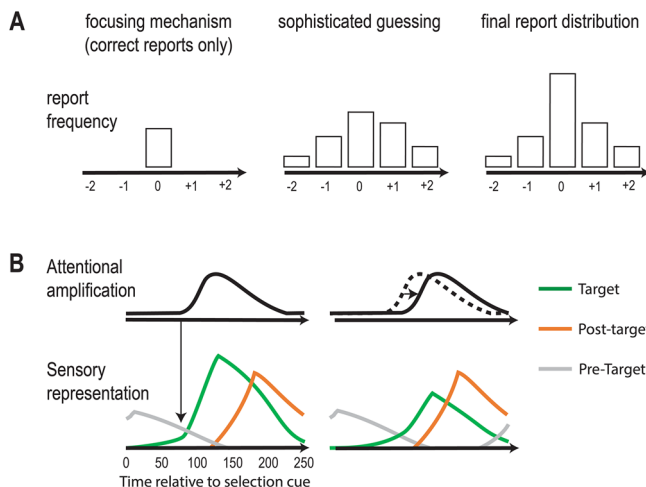 A
focusing mechanism
(correct reports only)
sophisticated guessing
final report distribution
report
frequency
-2 -1 0 +1 +2
-2 -1 0 +1 +2
-2 -1 0 +1 +2
B
Attentional
amplification
Target
Post-target
Pre-Target
Sensory
representation
0 50 100 150 200 250
Time relative to selection cue